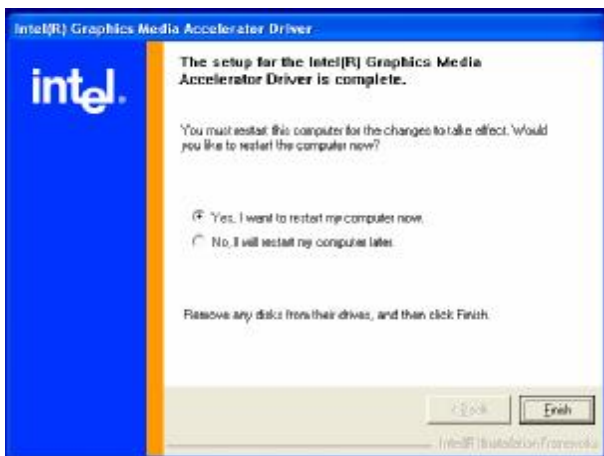 Intel(R) Graphics Media Accelerator Driver
intel.
The setup for the Intel(R) Graphics Media
Accelerator Driver is complete.
You must restart this computer for the changes to take effect. Would
you like to restart the computer now?
Yes, I want to restart my computer now.
No, I will restart my computer later.
Remove any disks from their drives, and then click Finish.
< Back
Finish
Intel(R) Installation Frameworks